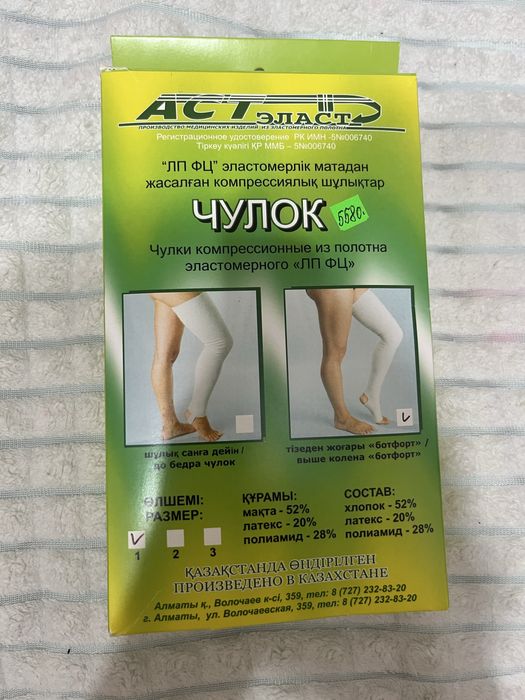 АСТ
ЭЛАСТ
ПРОИЗВОДСТВО МЕДИЦИНСКИХ ИЗДЕЛИЙ ИЗ ЭЛАСТОМЕРНОГО ПОЛОТНА
Регистрационное удостоверение РК ИМН -5№006740
Тіркеу куәлігі ҚР ММБ – 5№006740
"ЛП ФЦ" эластомерлік матадан
жасалған компрессиялық шұлықтар
ЧУЛОК
5680.
Чулки компрессионные из полотна
эластомерного «ЛП ФЦ»
шұлық санға дейін /
до бедра чулок
тізеден жоғары «ботфорт» /
выше колена «ботфорт»
ӨЛШЕМІ:
РАЗМЕР:
1 2 3
ҚҰРАМЫ:
мақта - 52%
латекс - 20%
полиамид - 28%
СОСТАВ:
хлопок - 52%
латекс - 20%
полиамид - 28%
ҚАЗАҚСТАНДА ӨНДІРІЛГЕН
ПРОИЗВЕДЕНО В КАЗАХСТАНЕ
Алматы қ., Волочаев к-сі, 359, тел: 8 (727) 232-83-20
г. Алматы, ул. Волочаевская, 359, тел: 8 (727) 232-83-20